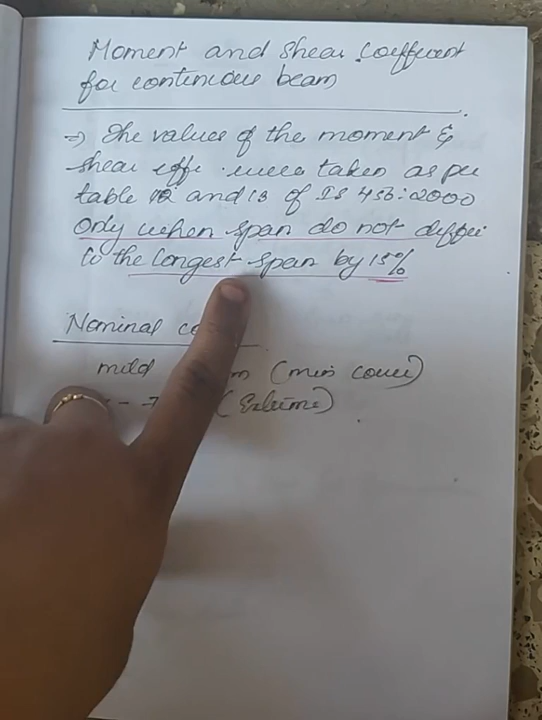 Moment and Shear Coefficient
for continuous beam
→ The values of the moment &
shear were taken as per
table 12 and 13 of IS 456:2000
Only when span do not differ
to the longest span by 15%
Nominal
mild (min cover)
(Extreme)